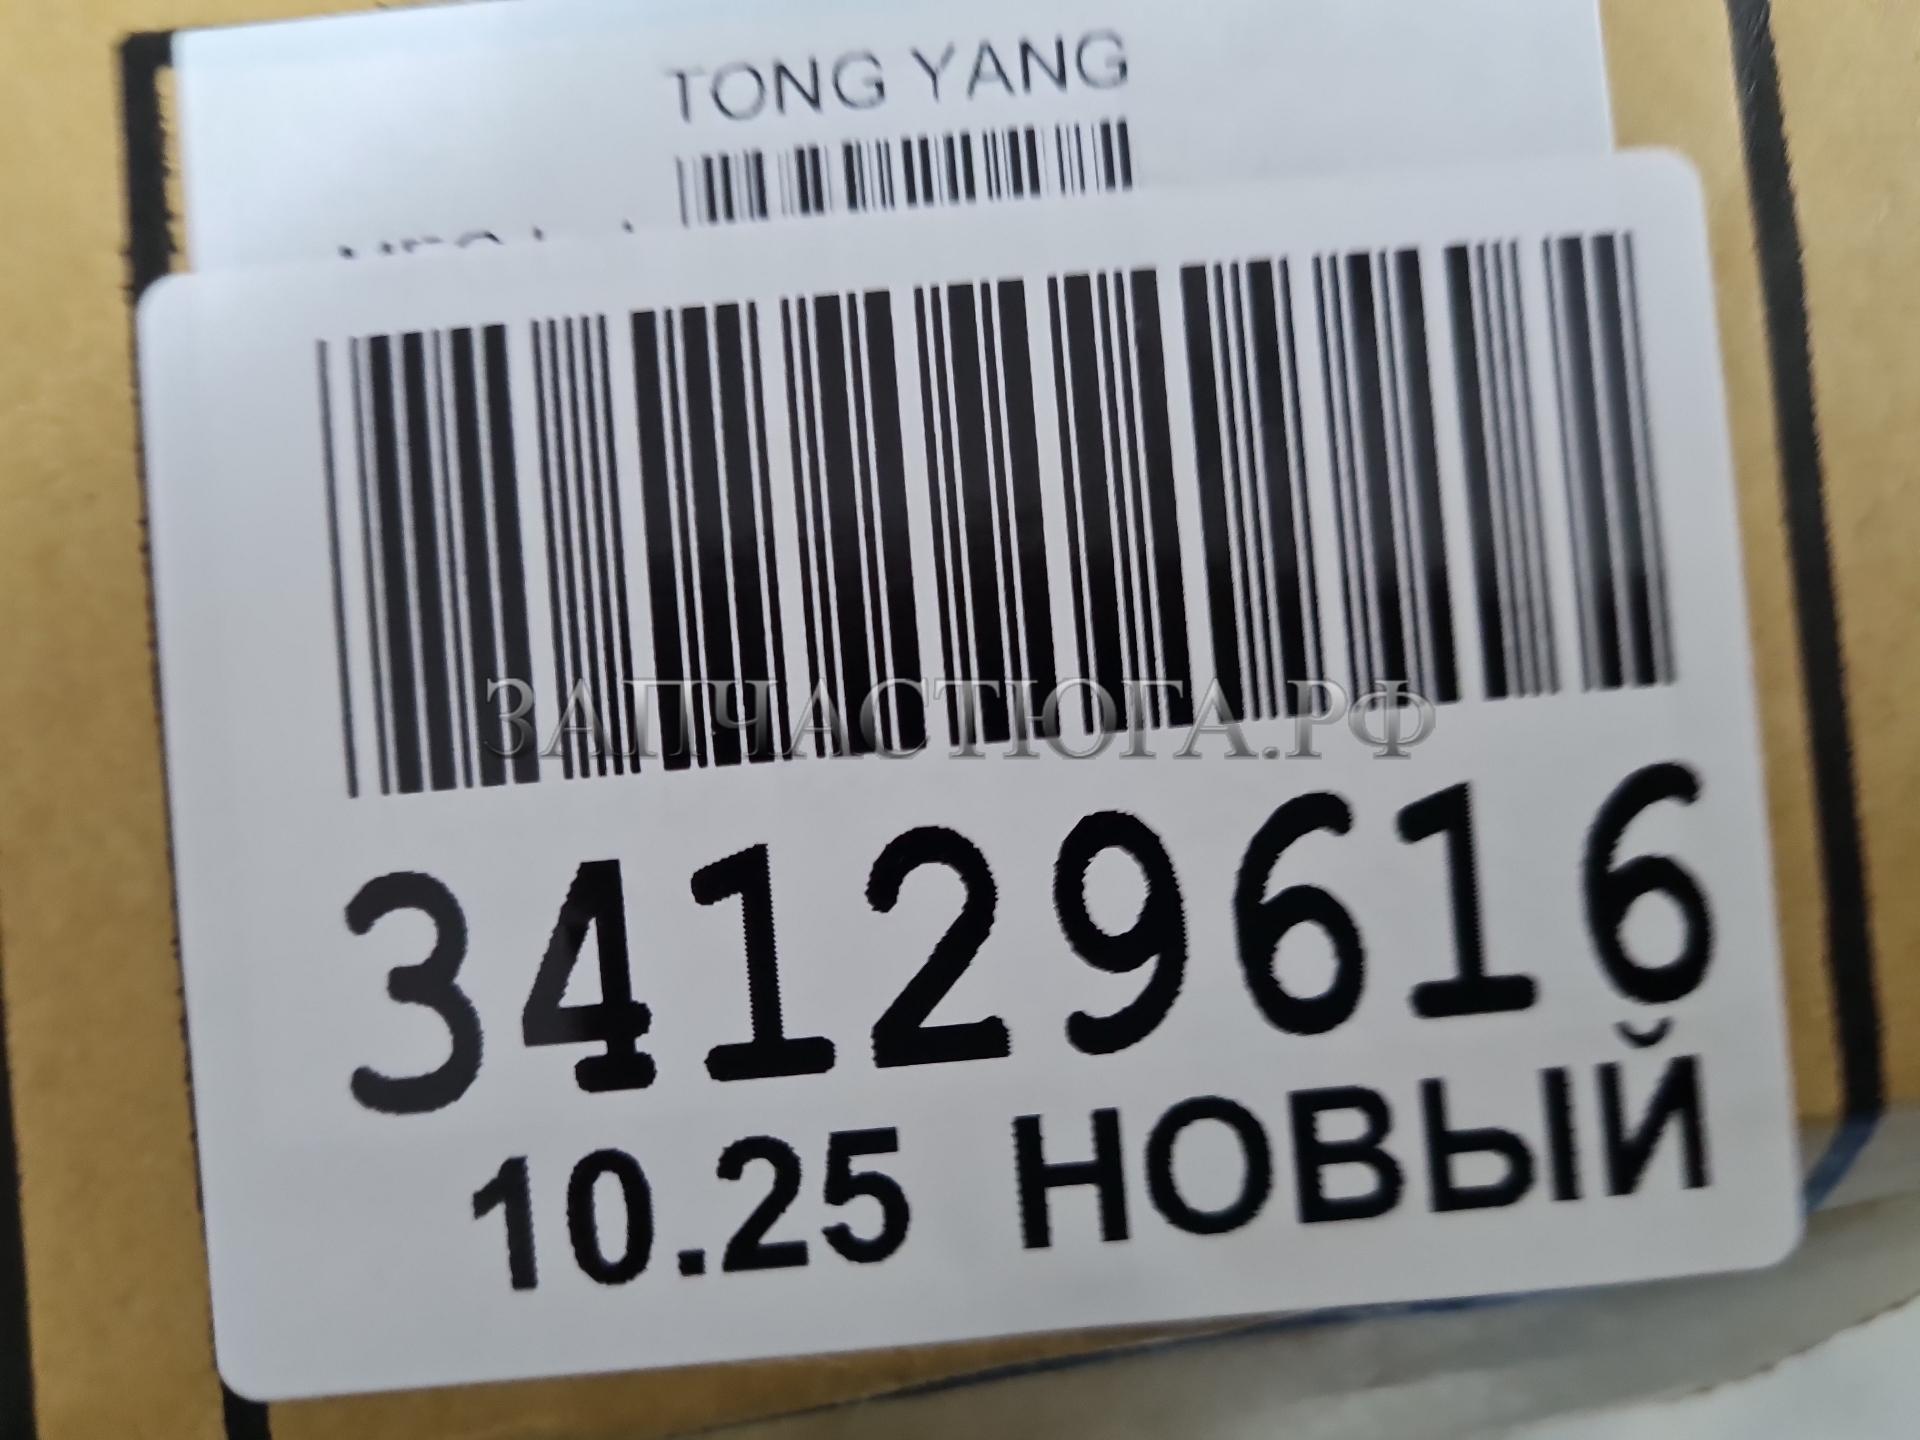 TONG YANG
ЗАПЧАСТЮГА.РФ
34129616
10.25 НОВЫЙ